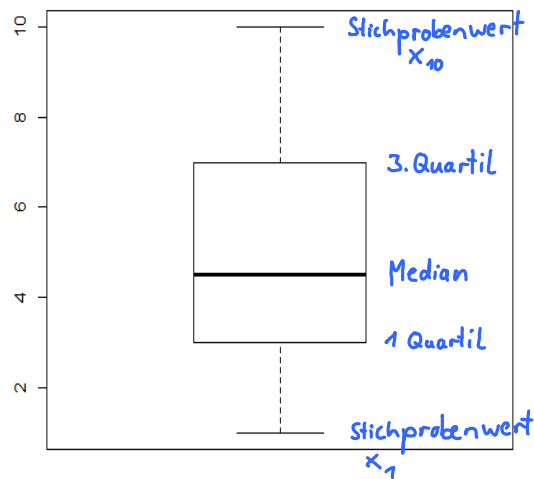 10
Stichprobenwert
x₁₀
8
3. Quartil
6
Median
4
1 Quartil
2
Stichprobenwert
x₁